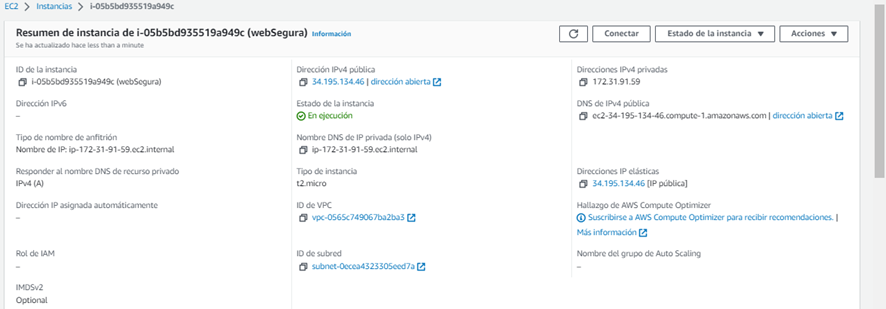 EC2 > Instancias > i-05b5bd935519a949c
Resumen de instancia de i-05b5bd935519a949c (webSegura) Información
Se ha actualizado hace less than a minute
Conectar
Estado de la instancia ▼
Acciones ▼
ID de la instancia
i-05b5bd935519a949c (webSegura)
Dirección IPv4 pública
34.195.134.46 | dirección abierta
Direcciones IPv4 privadas
172.31.91.59
Dirección IPv6
–
Estado de la instancia
En ejecución
DNS de IPv4 pública
ec2-34-195-134-46.compute-1.amazonaws.com | dirección abierta
Tipo de nombre de anfitrión
Nombre de IP: ip-172-31-91-59.ec2.internal
Nombre DNS de IP privada (solo IPv4)
ip-172-31-91-59.ec2.internal
Responder al nombre DNS de recurso privado
IPv4 (A)
Tipo de instancia
t2.micro
Direcciones IP elásticas
34.195.134.46 [IP pública]
Dirección IP asignada automáticamente
–
ID de VPC
vpc-0565c749067ba2ba3
Hallazgo de AWS Compute Optimizer
Suscribirse a AWS Compute Optimizer para recibir recomendaciones. |
Más información
Rol de IAM
–
ID de subred
subnet-0ecea4323305eed7a
Nombre del grupo de Auto Scaling
–
IMDSv2
Optional